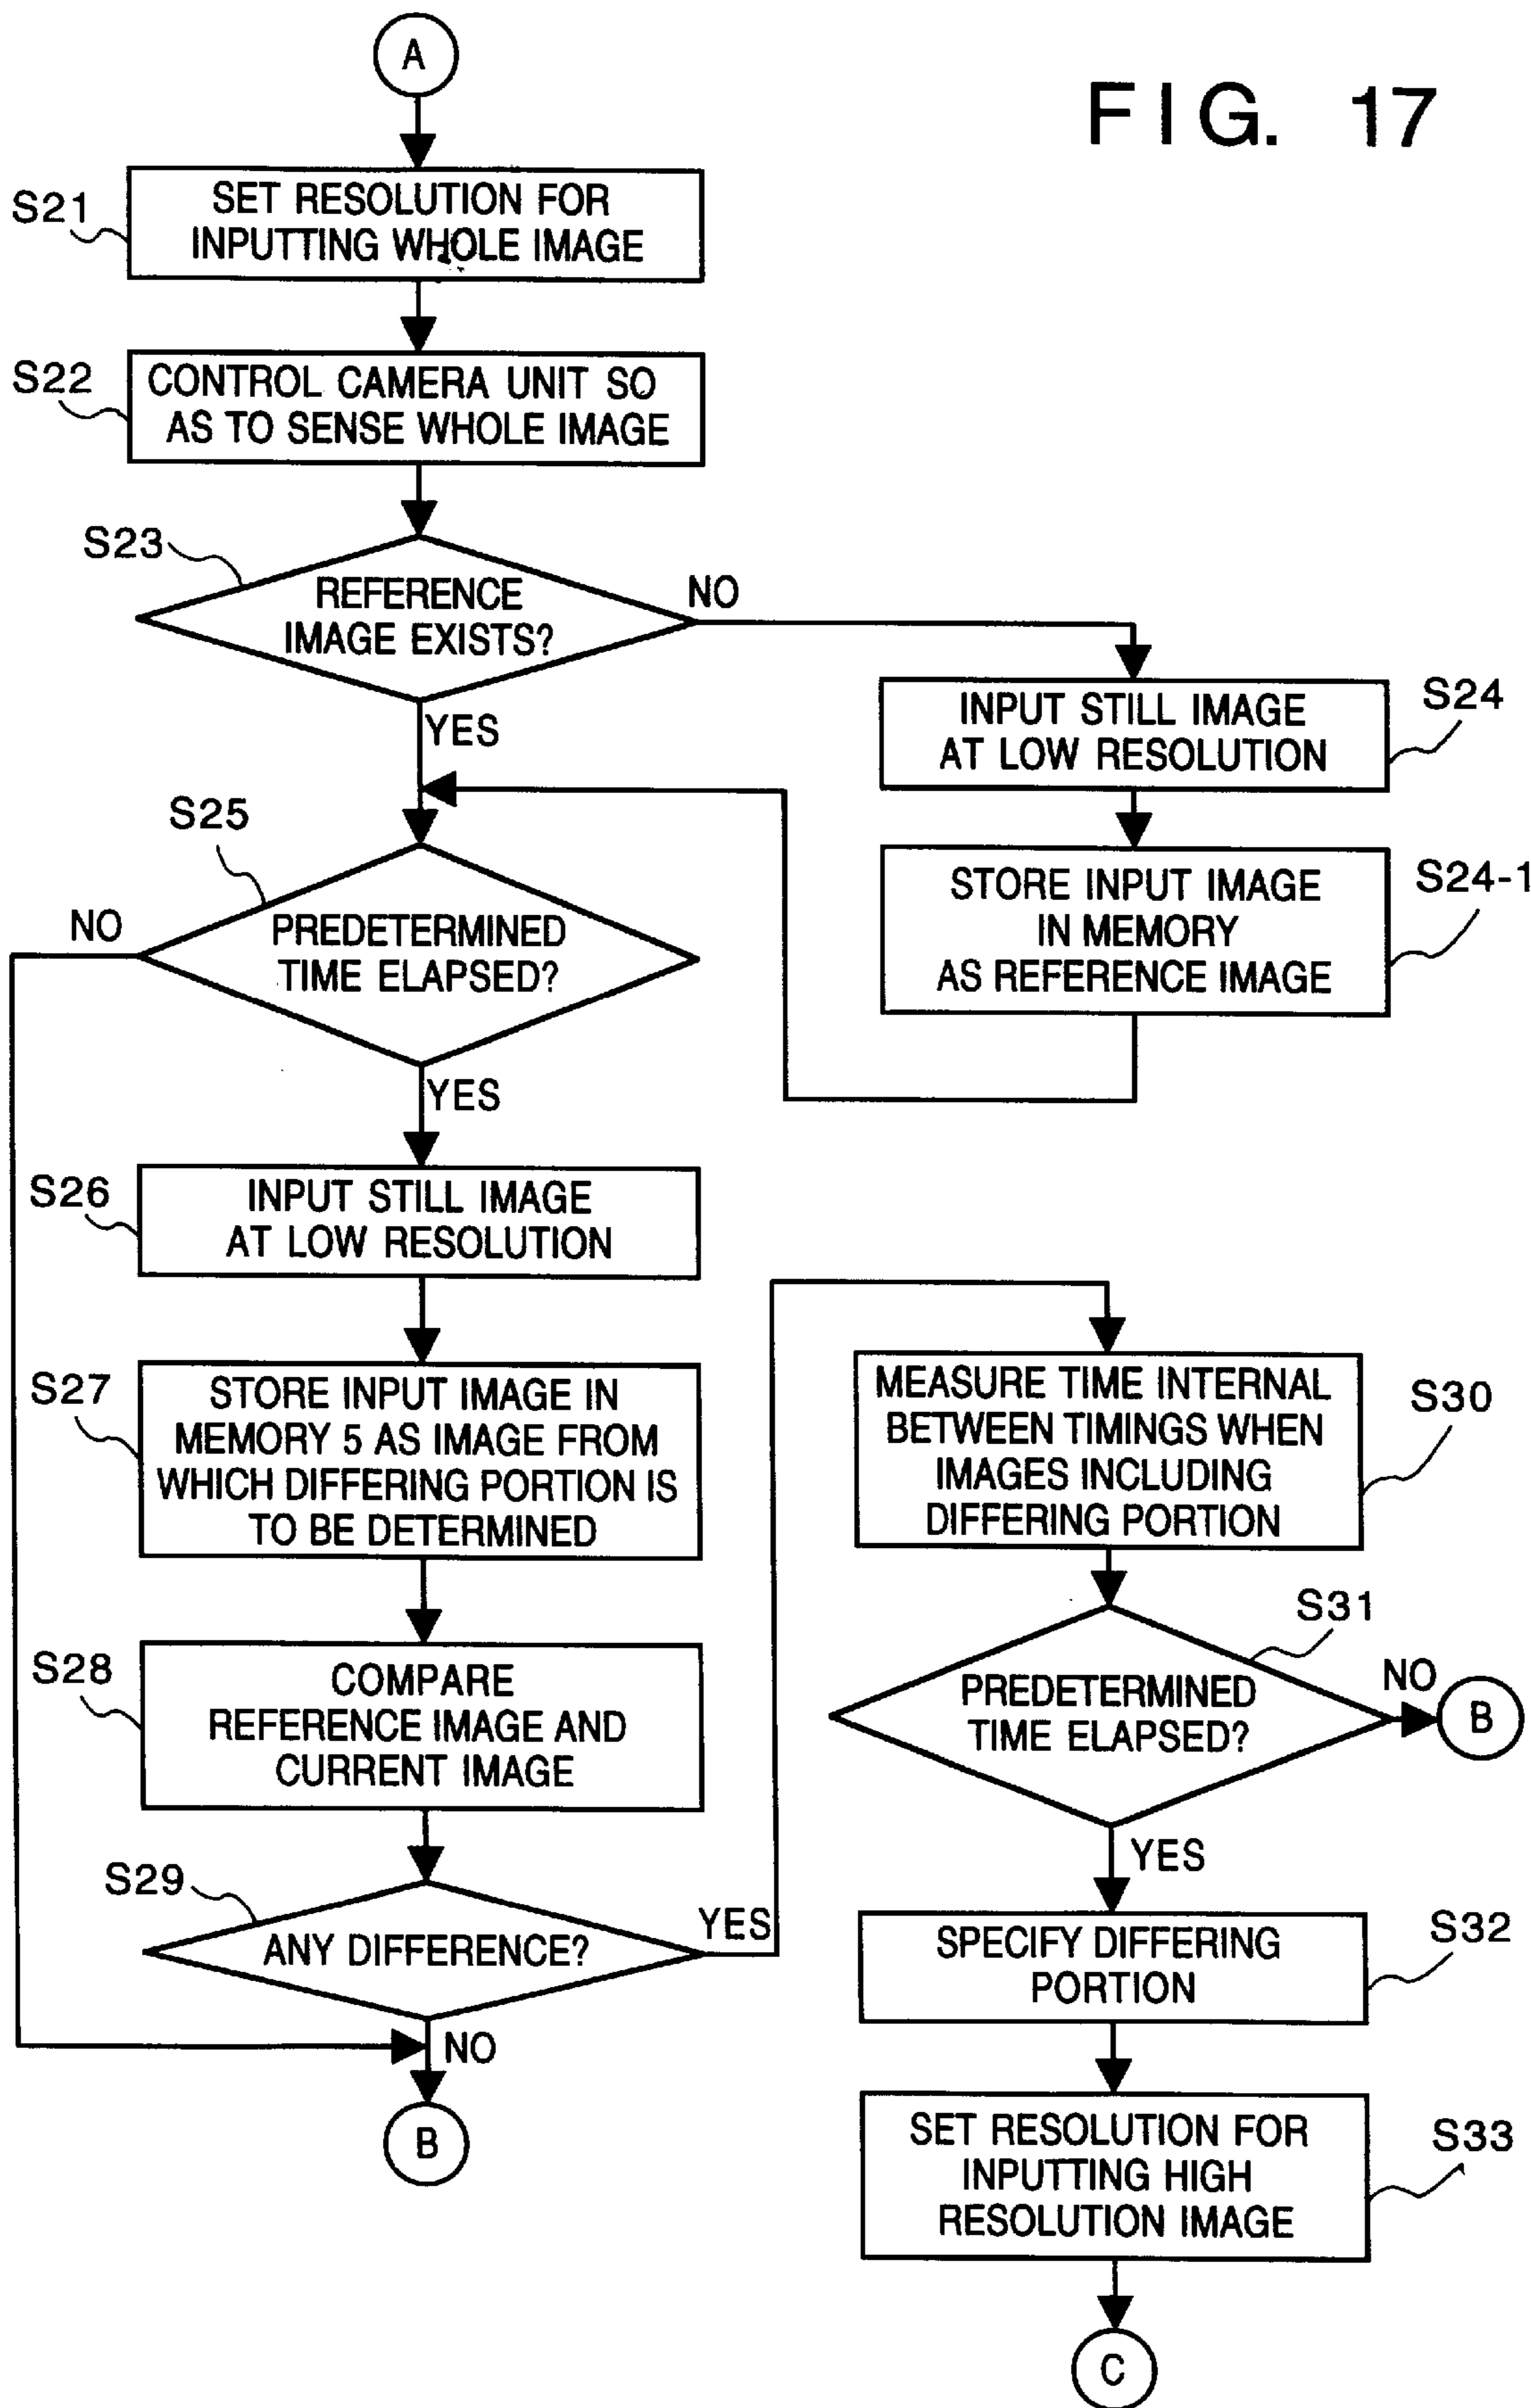 FIG. 17
A
S21
SET RESOLUTION FOR
INPUTTING WHOLE IMAGE
S22
CONTROL CAMERA UNIT SO
AS TO SENSE WHOLE IMAGE
S23
REFERENCE
IMAGE EXISTS?
NO
YES
S24
INPUT STILL IMAGE
AT LOW RESOLUTION
S24-1
STORE INPUT IMAGE
IN MEMORY
AS REFERENCE IMAGE
S25
NO
PREDETERMINED
TIME ELAPSED?
YES
S26
INPUT STILL IMAGE
AT LOW RESOLUTION
S27
STORE INPUT IMAGE IN
MEMORY 5 AS IMAGE FROM
WHICH DIFFERING PORTION IS
TO BE DETERMINED
S28
COMPARE
REFERENCE IMAGE AND
CURRENT IMAGE
S29
ANY DIFFERENCE?
YES
NO
B
S30
MEASURE TIME INTERNAL
BETWEEN TIMINGS WHEN
IMAGES INCLUDING
DIFFERING PORTION
S31
PREDETERMINED
TIME ELAPSED?
NO
B
YES
S32
SPECIFY DIFFERING
PORTION
S33
SET RESOLUTION FOR
INPUTTING HIGH
RESOLUTION IMAGE
C